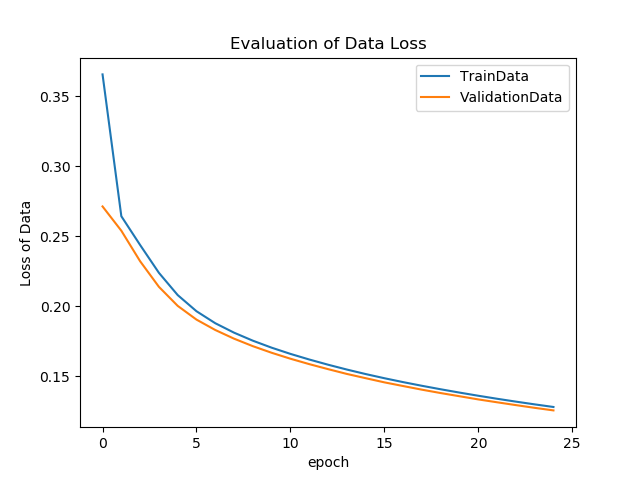 Evaluation of Data Loss
TrainData
ValidationData
Loss of Data
0.35
0.30
0.25
0.20
0.15
0
5
10
15
20
25
epoch